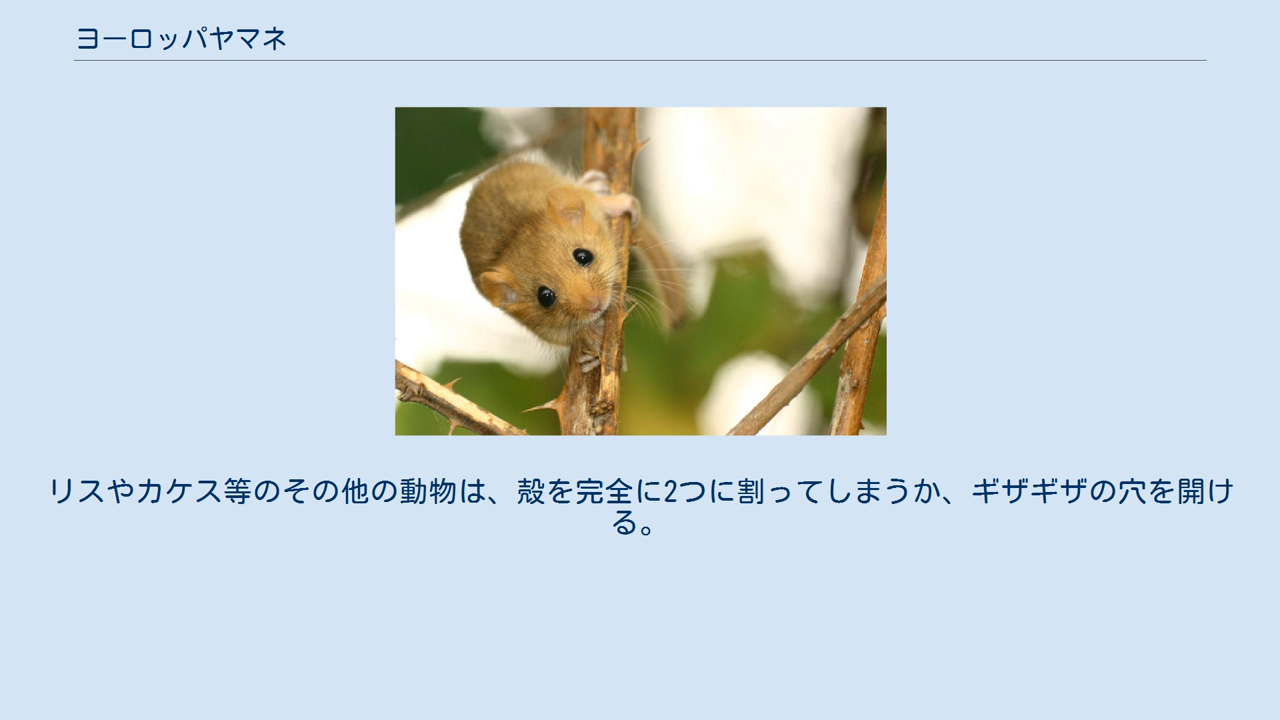 ヨーロッパヤマネ
リスやカケス等のその他の動物は、殻を完全に2つに割ってしまうか、ギザギザの穴を開け
る。